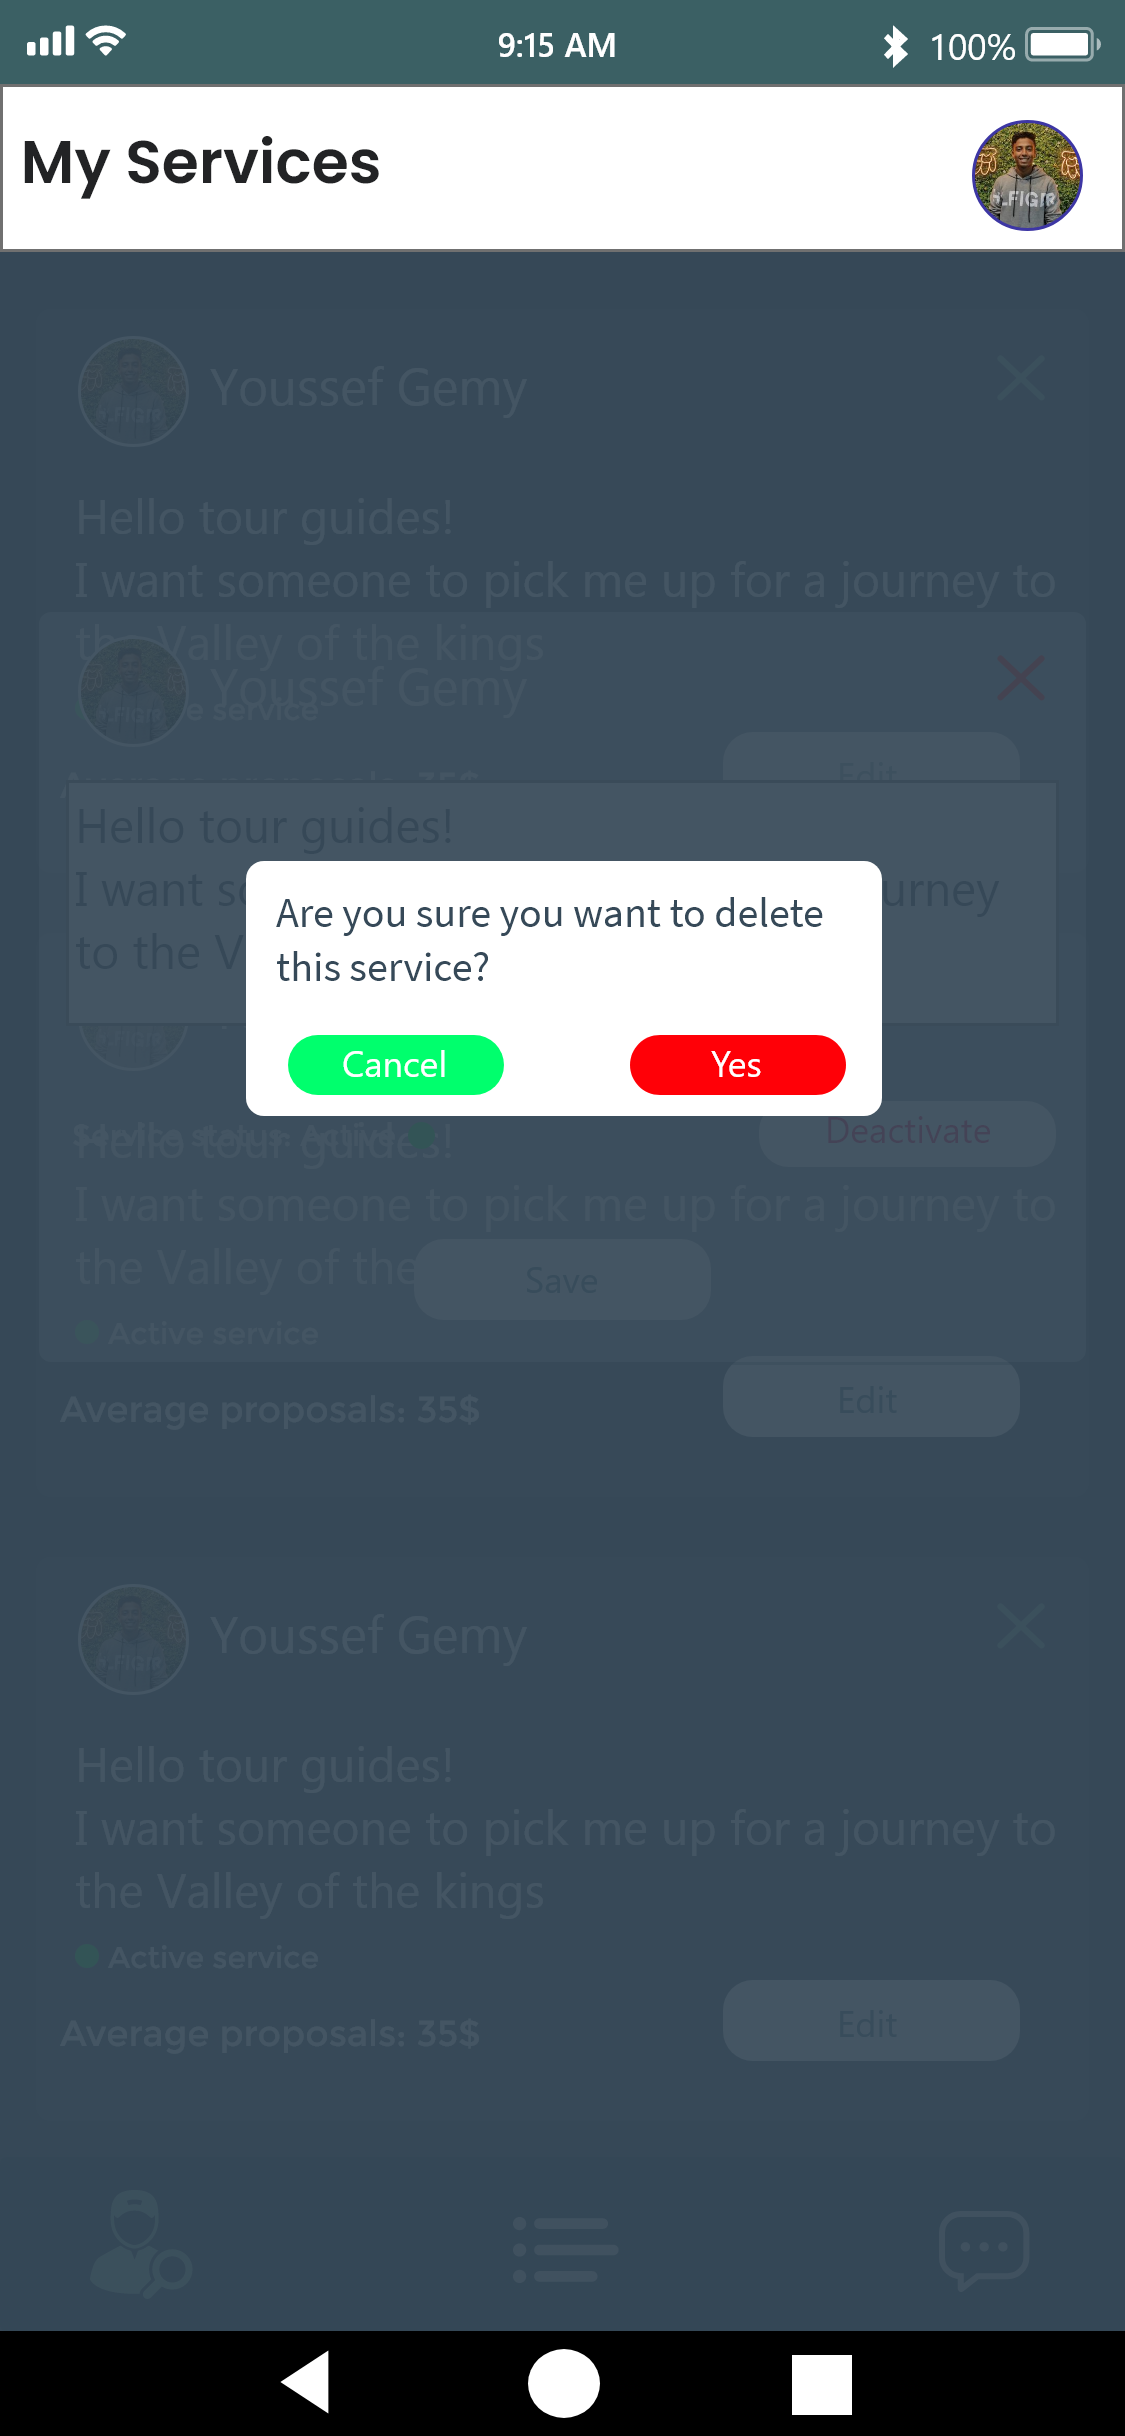 9:15 AM
100%
My Services
Youssef Gemy
Hello tour guides!
I want someone to pick me up for a journey to
the Valley of the kings
Youssef Gemy
service
Edit
Hello tour guides!
I want
urney
to the V
Are you sure you want to delete
this service?
Cancel
Yes
Service status: Active
Deactivate
Hello tour guides!
I want someone to pick me up for a journey to
the Valley of the
Save
Active service
Average proposals: 35$
Edit
Youssef Gemy
Hello tour guides!
I want someone to pick me up for a journey to
the Valley of the kings
Active service
Average proposals: 35$
Edit